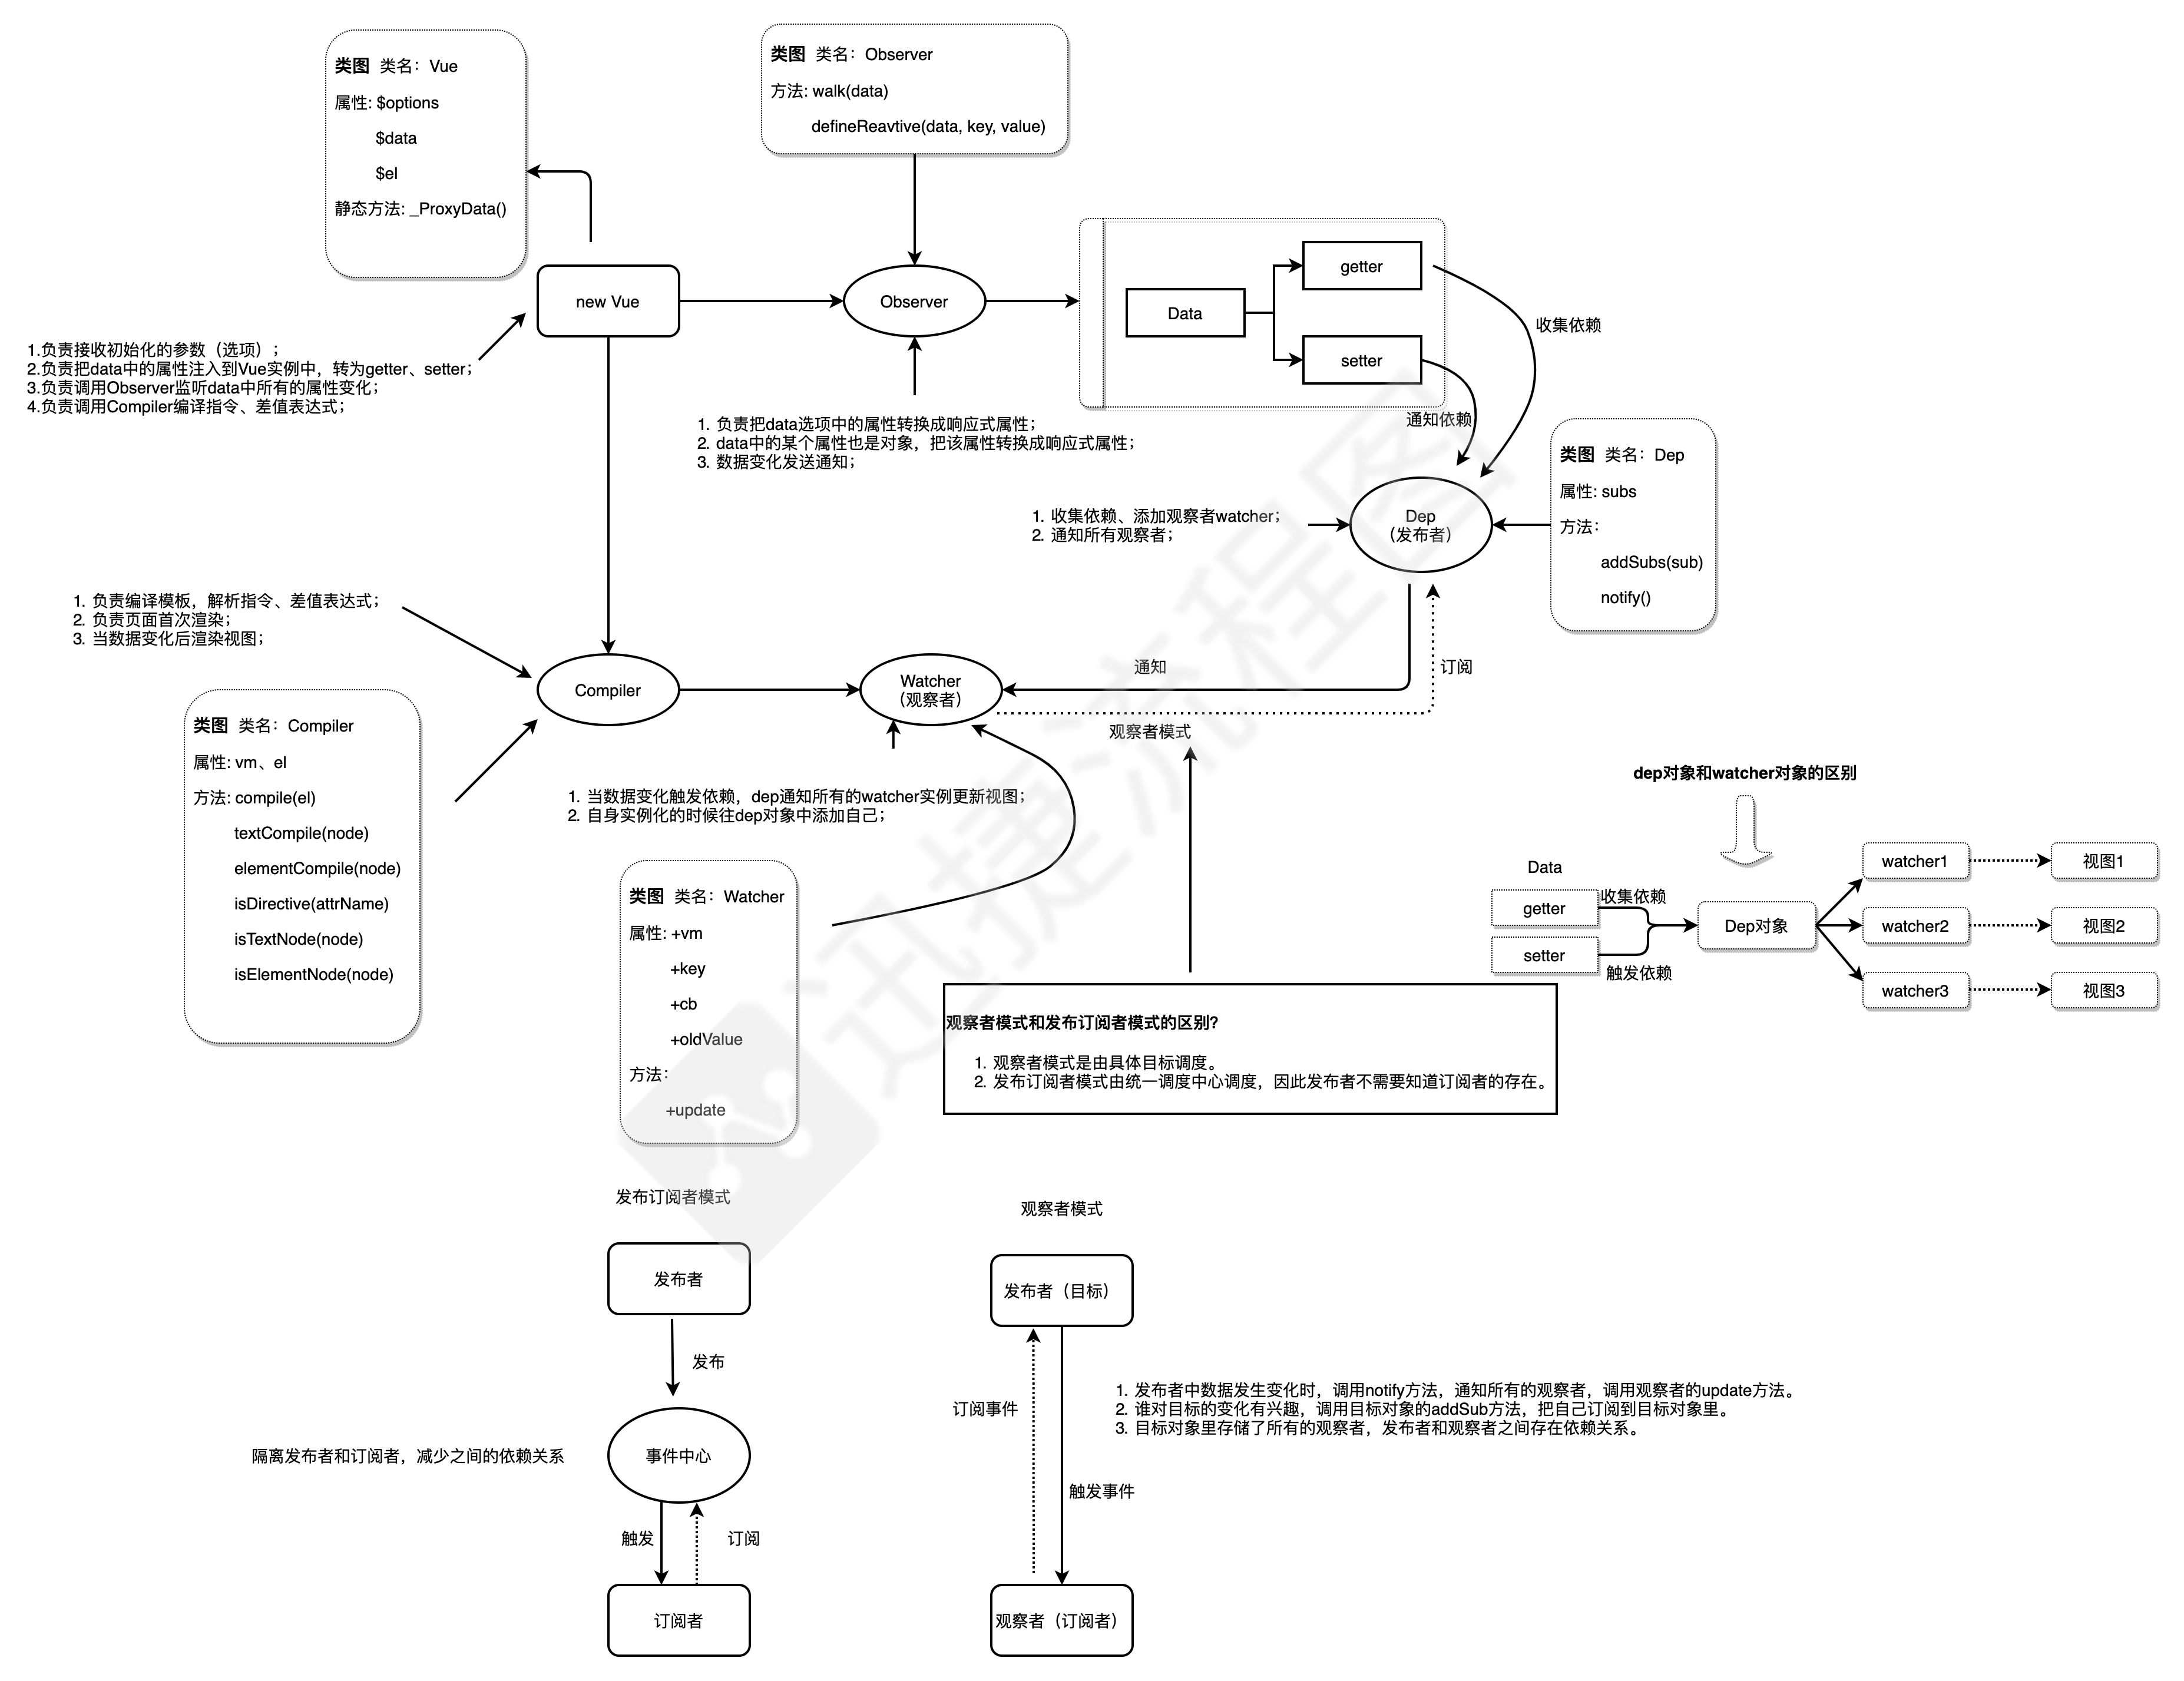 类图 类名：Vue
属性: $options
$data
$el
静态方法: _ProxyData()
类图 类名：Observer
方法: walk(data)
defineReavtive(data, key, value)
new Vue
Observer
Data
getter
setter
收集依赖
通知依赖
1.负责接收初始化的参数（选项）；
2.负责把data中的属性注入到Vue实例中，转为getter、setter；
3.负责调用Observer监听data中所有的属性变化；
4.负责调用Compiler编译指令、差值表达式；
1. 负责把data选项中的属性转换成响应式属性；
2. data中的某个属性也是对象，把该属性转换成响应式属性；
3. 数据变化发送通知；
1. 收集依赖、添加观察者watcher；
2. 通知所有观察者；
Dep
（发布者）
类图 类名：Dep
属性: subs
方法：
addSubs(sub)
notify()
1. 负责编译模板，解析指令、差值表达式；
2. 负责页面首次渲染；
3. 当数据变化后渲染视图；
Compiler
Watcher
（观察者）
通知
订阅
观察者模式
类图 类名：Compiler
属性: vm、el
方法: compile(el)
textCompile(node)
elementCompile(node)
isDirective(attrName)
isTextNode(node)
isElementNode(node)
1. 当数据变化触发依赖，dep通知所有的watcher实例更新视图；
2. 自身实例化的时候往dep对象中添加自己；
类图 类名：Watcher
属性: +vm
+key
+cb
+oldValue
方法：
+update
dep对象和watcher对象的区别
Data
getter
setter
收集依赖
触发依赖
Dep对象
watcher1
视图1
watcher2
视图2
watcher3
视图3
观察者模式和发布订阅者模式的区别?
1. 观察者模式是由具体目标调度。
2. 发布订阅者模式由统一调度中心调度，因此发布者不需要知道订阅者的存在。
迅捷流程图
发布订阅者模式
发布者
发布
隔离发布者和订阅者，减少之间的依赖关系
事件中心
触发
订阅
订阅者
观察者模式
发布者（目标）
订阅事件
1. 发布者中数据发生变化时，调用notify方法，通知所有的观察者，调用观察者的update方法。
2. 谁对目标的变化有兴趣，调用目标对象的addSub方法，把自己订阅到目标对象里。
3. 目标对象里存储了所有的观察者，发布者和观察者之间存在依赖关系。
触发事件
观察者（订阅者）